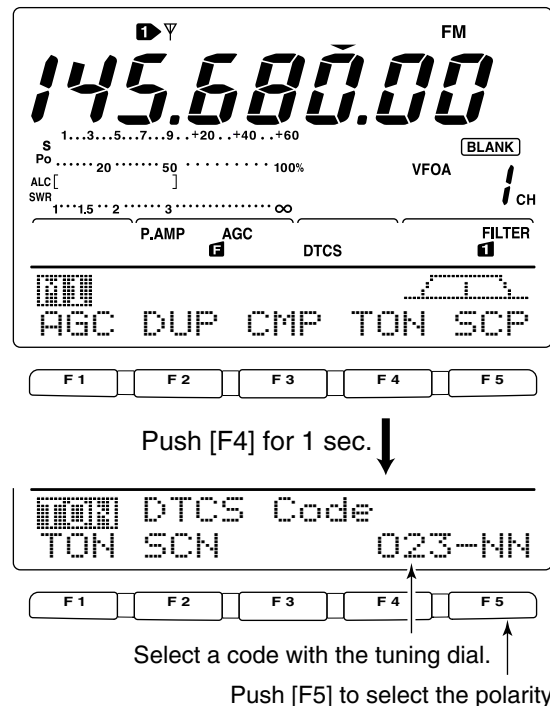 1 FM
145.680.00
S 1...3...5...7...9..+20..+40..+60
BLANK
Po ...... 20 ...... 50 ........ 100%
VFOA 1 CH
ALC [ ]
SWR 1...1.5..2 ...... 3 ............ ∞
P.AMP AGC FILTER
F DTCS 1
M1
AGC DUP CMP TON SCP
F1 F2 F3 F4 F5
Push [F4] for 1 sec.
TON DTCS Code
TON SCN 023-NN
F1 F2 F3 F4 F5
Select a code with the tuning dial.
Push [F5] to select the polarity